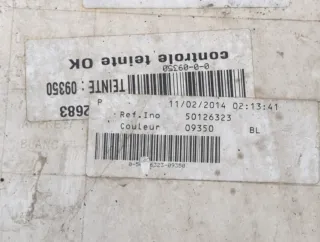 controle teinte OK
0-0-09350
TEINTE : 09350
2683
P 11/02/2014 02:13:41
Ref.Ino 50126323
Couleur 09350 BL